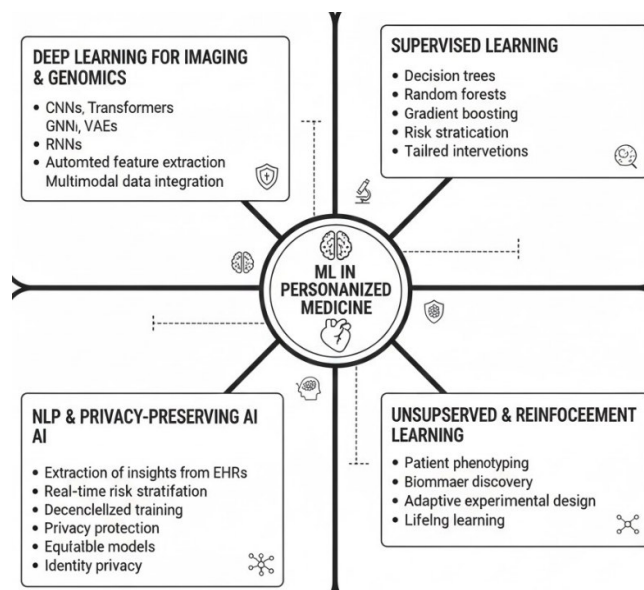 DEEP LEARNING FOR IMAGING
& GENOMICS
• CNNs, Transformers
GNNı, VAEs
• RNNs
• Automted feature extraction
Multimodal data integration
SUPERVISED LEARNING
• Decision trees
• Random forests
• Gradient boosting
• Risk stratication
• Tailred intervetions
ML IN
PERSONANIZED
MEDICINE
NLP & PRIVACY-PRESERVING AI
AI
• Extraction of insights from EHRs
• Real-time risk stratifation
• Decenclellzed training
• Privacy protection
• Equfatble models
• Identity privacy
UNSUPSERVED & REINFOCEEMENT
LEARNING
• Patient phenotyping
• Biommaer discovery
• Adaptive experimental design
• Lifelng learning